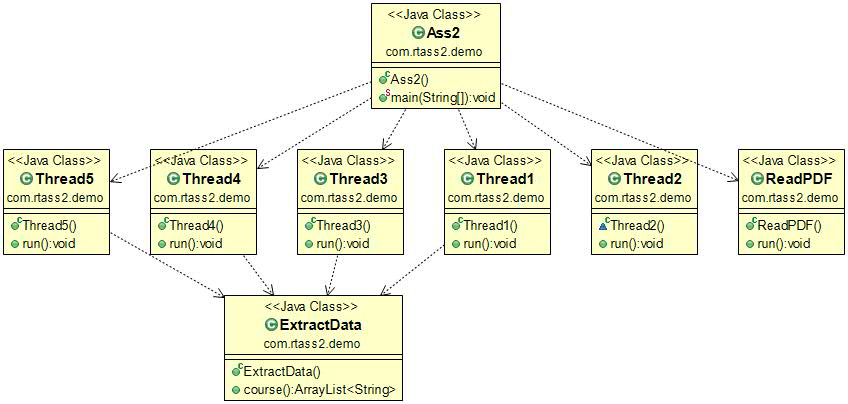 <<Java Class>>
Ass2
com.rtass2.demo
Ass2()
main(String[]):void
<<Java Class>>
Thread5
com.rtass2.demo
Thread5()
run():void
<<Java Class>>
Thread4
com.rtass2.demo
Thread4()
run():void
<<Java Class>>
Thread3
com.rtass2.demo
Thread3()
run():void
<<Java Class>>
Thread1
com.rtass2.demo
Thread1()
run():void
<<Java Class>>
Thread2
com.rtass2.demo
Thread2()
run():void
<<Java Class>>
ReadPDF
com.rtass2.demo
ReadPDF()
run():void
<<Java Class>>
ExtractData
com.rtass2.demo
ExtractData()
course():ArrayList<String>